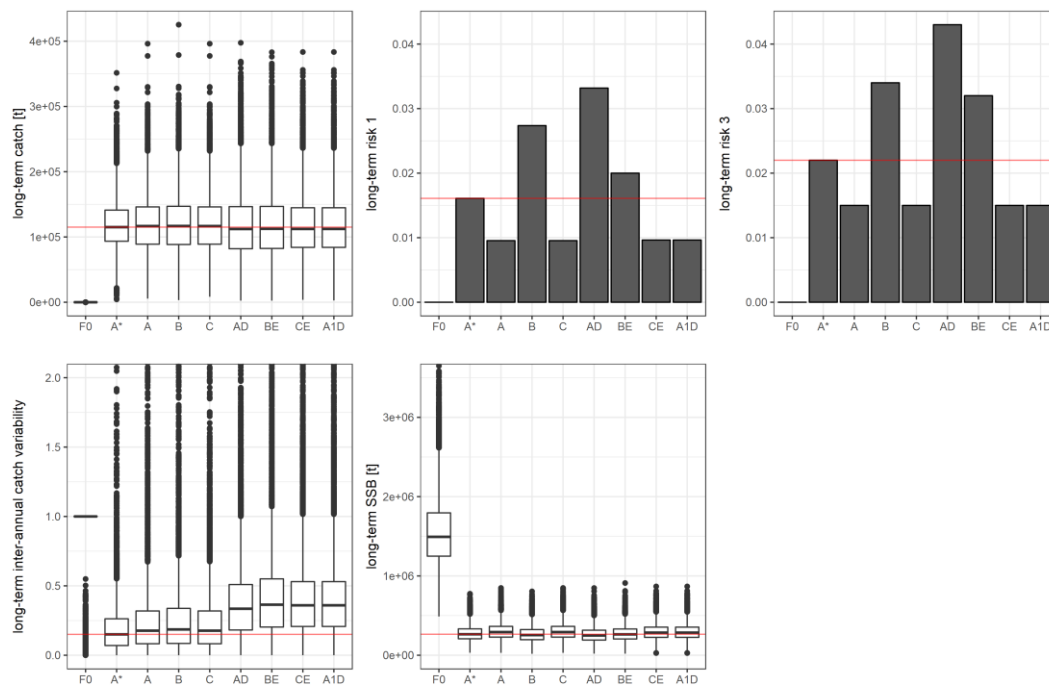 long-term catch [t]
4e+05
3e+05
2e+05
1e+05
0e+00
F0 A* A B C AD BE CE A1D
long-term risk 1
0.04
0.03
0.02
0.01
0.00
F0 A* A B C AD BE CE A1D
long-term risk 3
0.04
0.03
0.02
0.01
0.00
F0 A* A B C AD BE CE A1D
long-term inter-annual catch variability
2.0
1.5
1.0
0.5
0.0
F0 A* A B C AD BE CE A1D
long-term SSB [t]
3e+06
2e+06
1e+06
0e+00
F0 A* A B C AD BE CE A1D